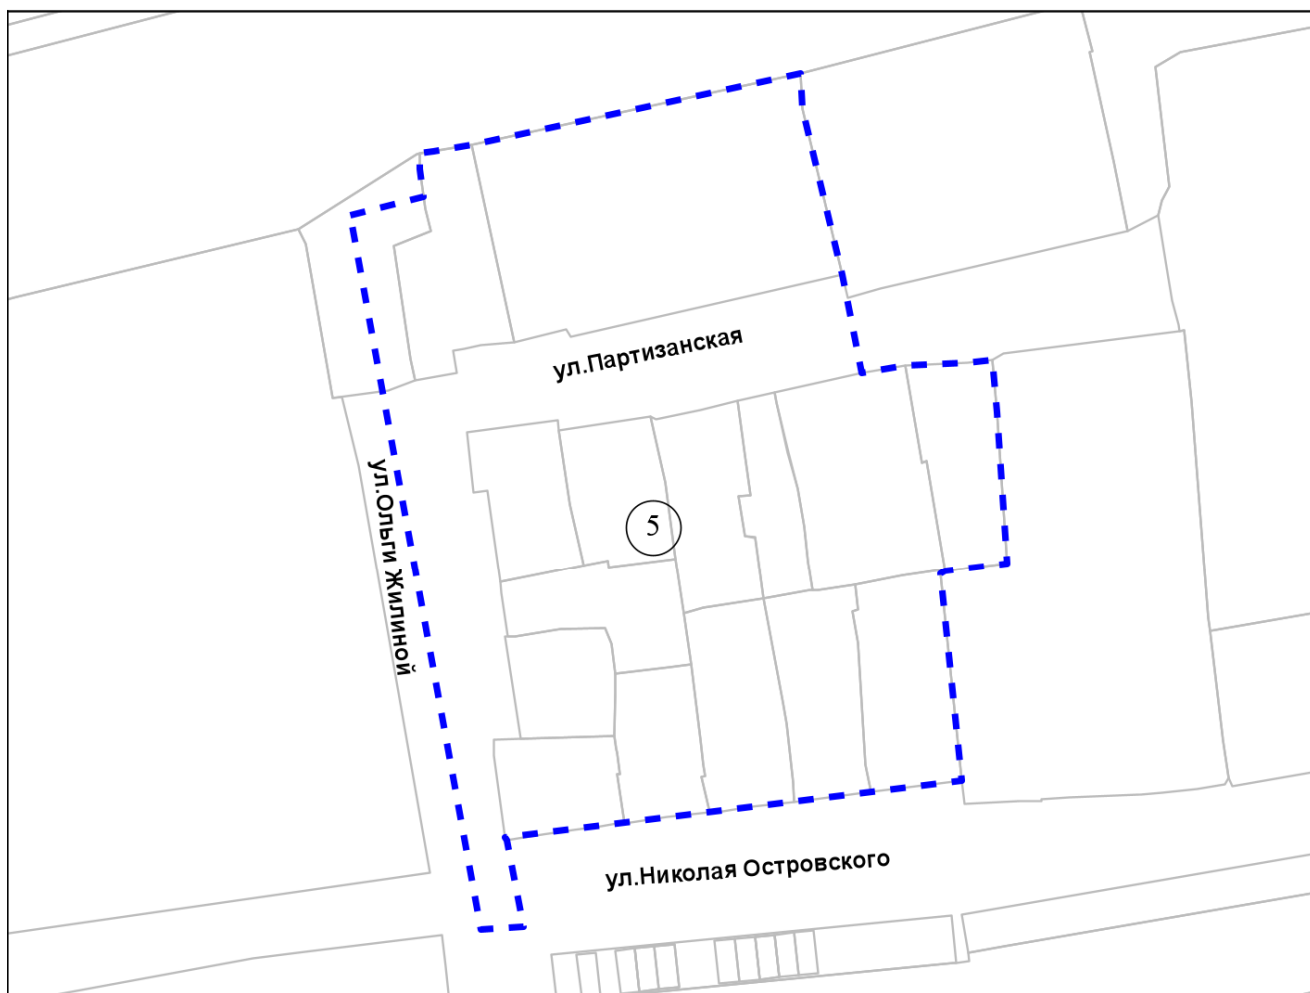 ул.Партизанская
ул.Ольги Жилиной
5
ул.Николая Островского